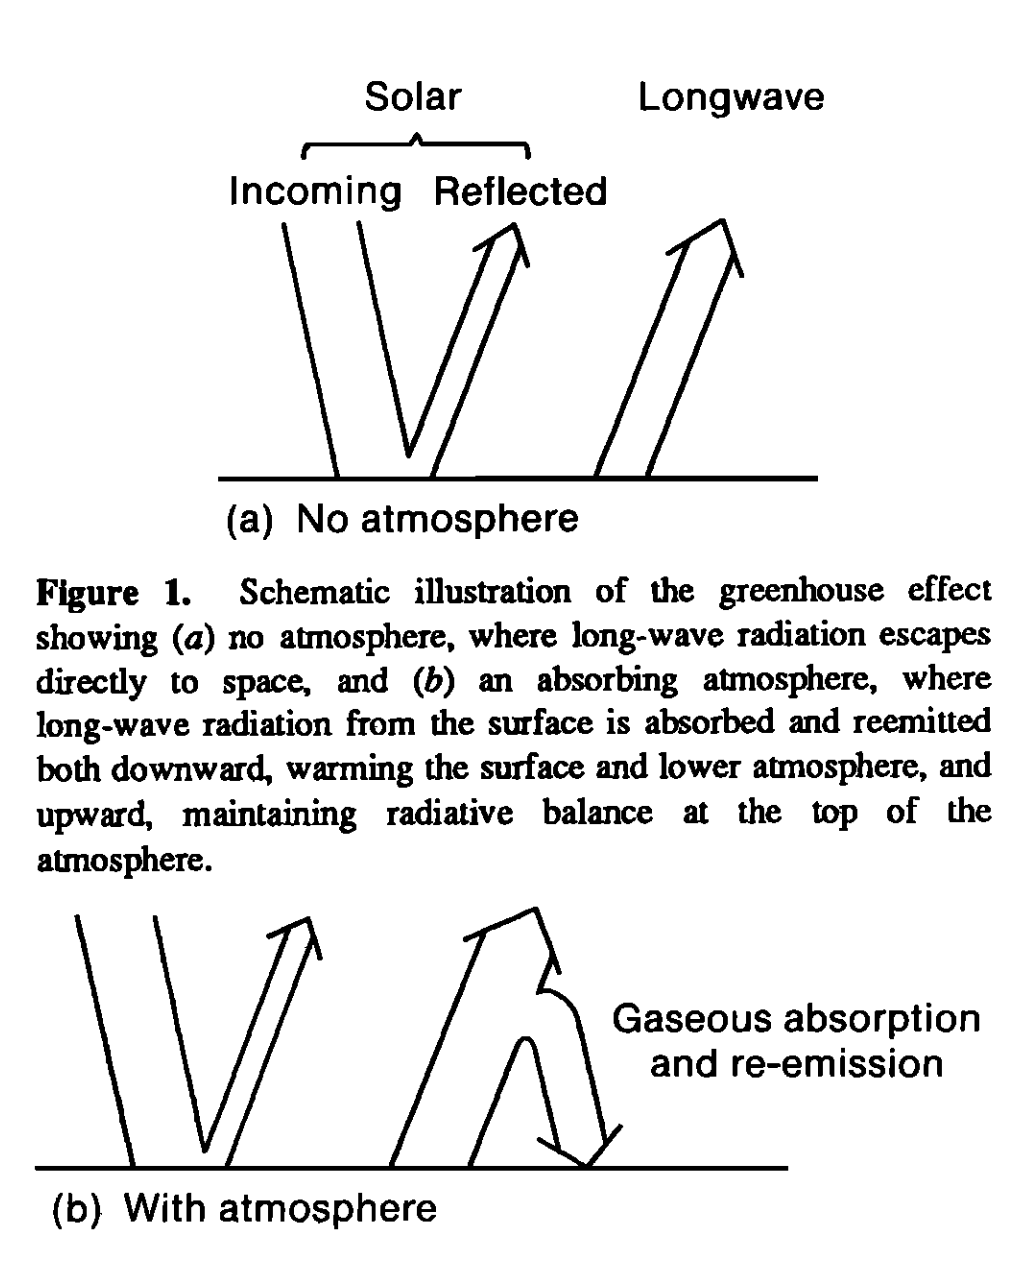 Solar Longwave
Incoming Reflected
(a) No atmosphere
Figure 1. Schematic illustration of the greenhouse effect
showing (a) no atmosphere, where long-wave radiation escapes
directly to space, and (b) an absorbing atmosphere, where
long-wave radiation from the surface is absorbed and reemitted
both downward, warming the surface and lower atmosphere, and
upward, maintaining radiative balance at the top of the
atmosphere.
Gaseous absorption
and re-emission
(b) With atmosphere